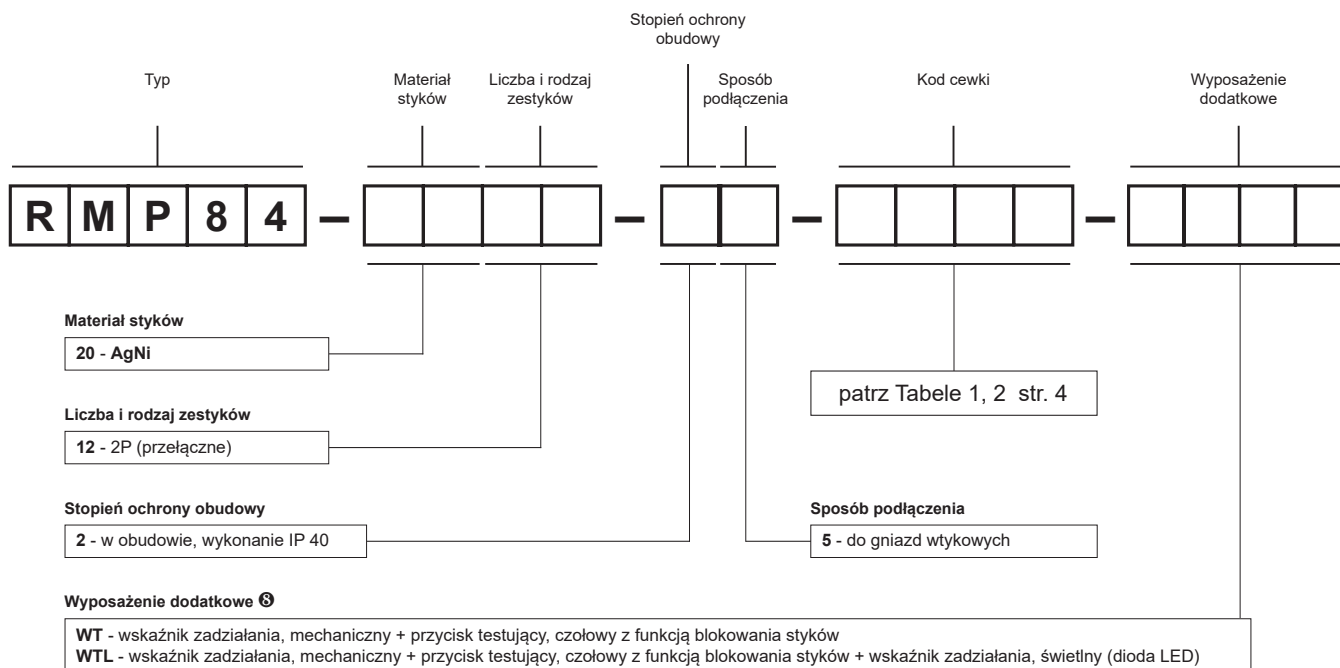 Stopień ochrony
obudowy
Typ
Materiał
styków
Liczba i rodzaj
zestyków
Sposób
podłączenia
Kod cewki
Wyposażenie
dodatkowe
R M P 8 4 – – – –
Materiał styków
20 - AgNi
patrz Tabele 1, 2 str. 4
Liczba i rodzaj zestyków
12 - 2P (przełączne)
Stopień ochrony obudowy
2 - w obudowie, wykonanie IP 40
Sposób podłączenia
5 - do gniazd wtykowych
Wyposażenie dodatkowe ❽
WT - wskaźnik zadziałania, mechaniczny + przycisk testujący, czołowy z funkcją blokowania styków
WTL - wskaźnik zadziałania, mechaniczny + przycisk testujący, czołowy z funkcją blokowania styków + wskaźnik zadziałania, świetlny (dioda LED)